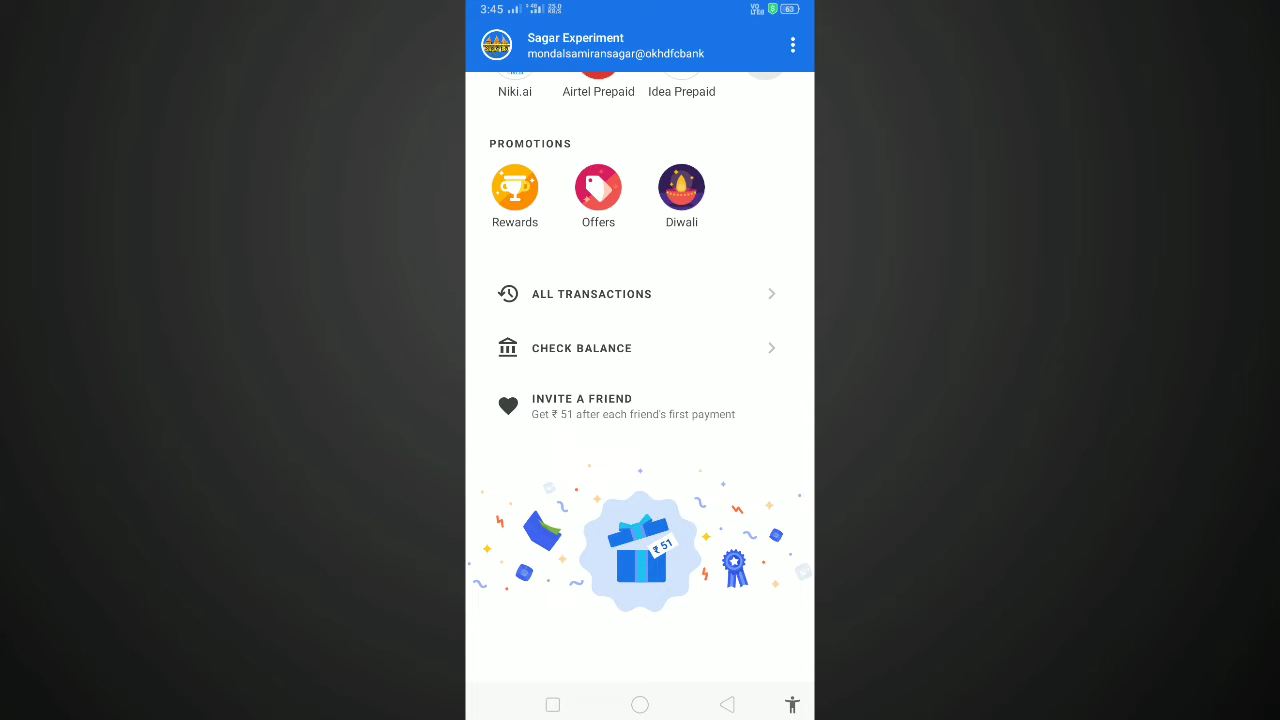 3:45
63
Sagar Experiment
mondalsamiransagar@okhdfcbank
Niki.ai
Airtel Prepaid
Idea Prepaid
PROMOTIONS
Rewards
Offers
Diwali
ALL TRANSACTIONS
CHECK BALANCE
INVITE A FRIEND
Get ₹ 51 after each friend's first payment
₹ 51